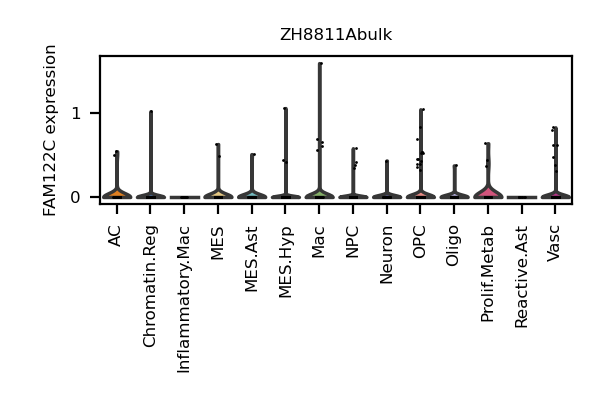 ZH8811Abulk
FAM122C expression
1
0
AC
Chromatin.Reg
Inflammatory.Mac
MES
MES.Ast
MES.Hyp
Mac
NPC
Neuron
OPC
Oligo
Prolif.Metab
Reactive.Ast
Vasc